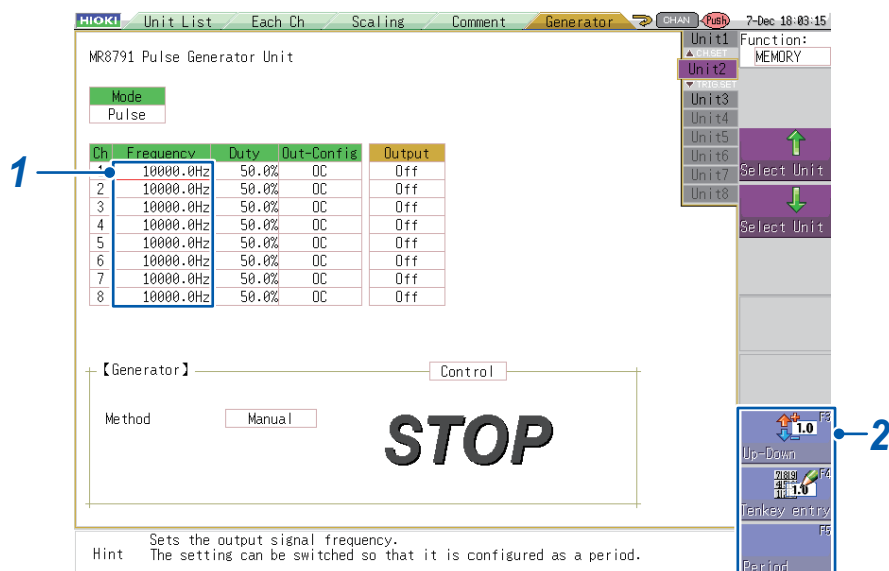 HIOKI Unit List Each Ch Scaling Comment Generator CHAN Push 7-Dec 18:03:15
Unit1
▲ CH.SET
Unit2
▼ TRIG.SET
Unit3
Unit4
Unit5
Unit6
Unit7
Unit8
Function:
MEMORY
Select Unit
Select Unit
MR8791 Pulse Generator Unit
Mode
Pulse
Ch Frequency Duty Out-Config Output
1 10000.0Hz 50.0% OC Off
2 10000.0Hz 50.0% OC Off
3 10000.0Hz 50.0% OC Off
4 10000.0Hz 50.0% OC Off
5 10000.0Hz 50.0% OC Off
6 10000.0Hz 50.0% OC Off
7 10000.0Hz 50.0% OC Off
8 10000.0Hz 50.0% OC Off
1
【Generator】 Control
Method Manual
STOP
F3
1.0
Up-Down
F4
1.0
Tenkey entry
F5
Period
2
Hint Sets the output signal frequency.
The setting can be switched so that it is configured as a period.